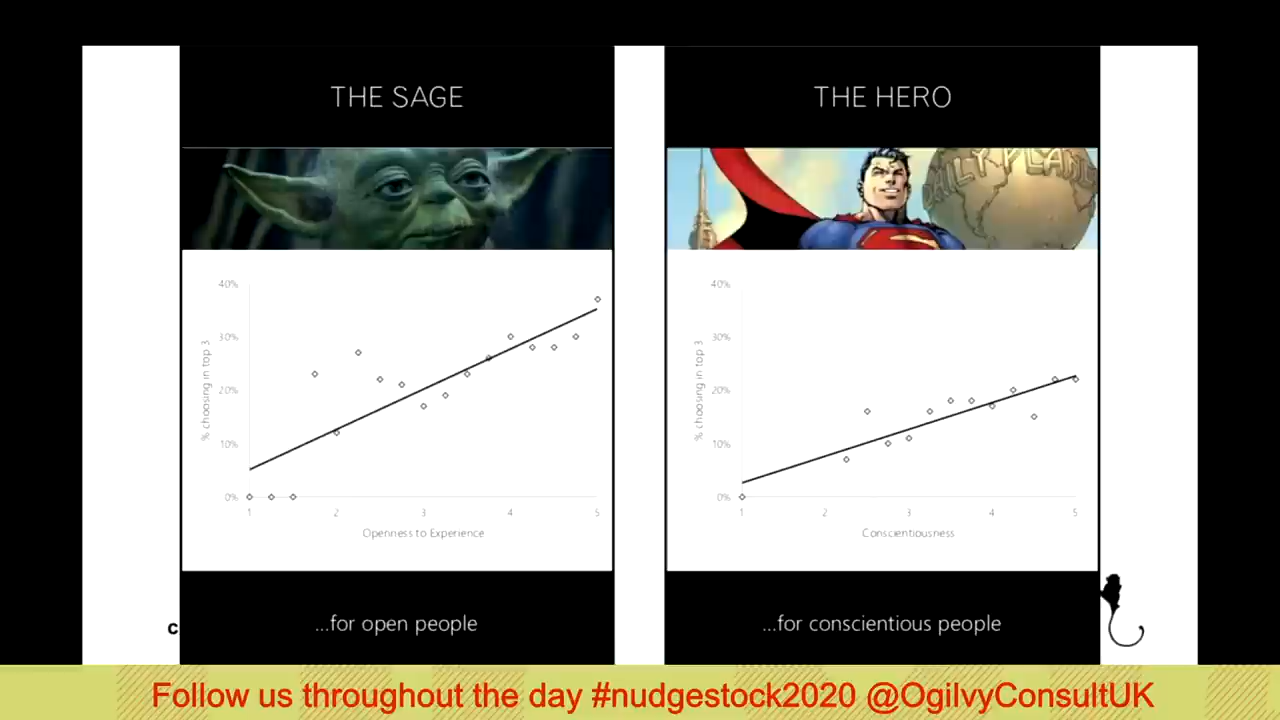 THE SAGE
40%
30%
20%
10%
0%
% choosing in top 3
1 2 3 4 5
Openness to Experience
...for open people
THE HERO
DAILY PLANE
40%
30%
20%
10%
0%
% choosing in top 3
1 2 3 4 5
Conscientiousness
...for conscientious people
c
Follow us throughout the day #nudgestock2020 @OgilvyConsultUK